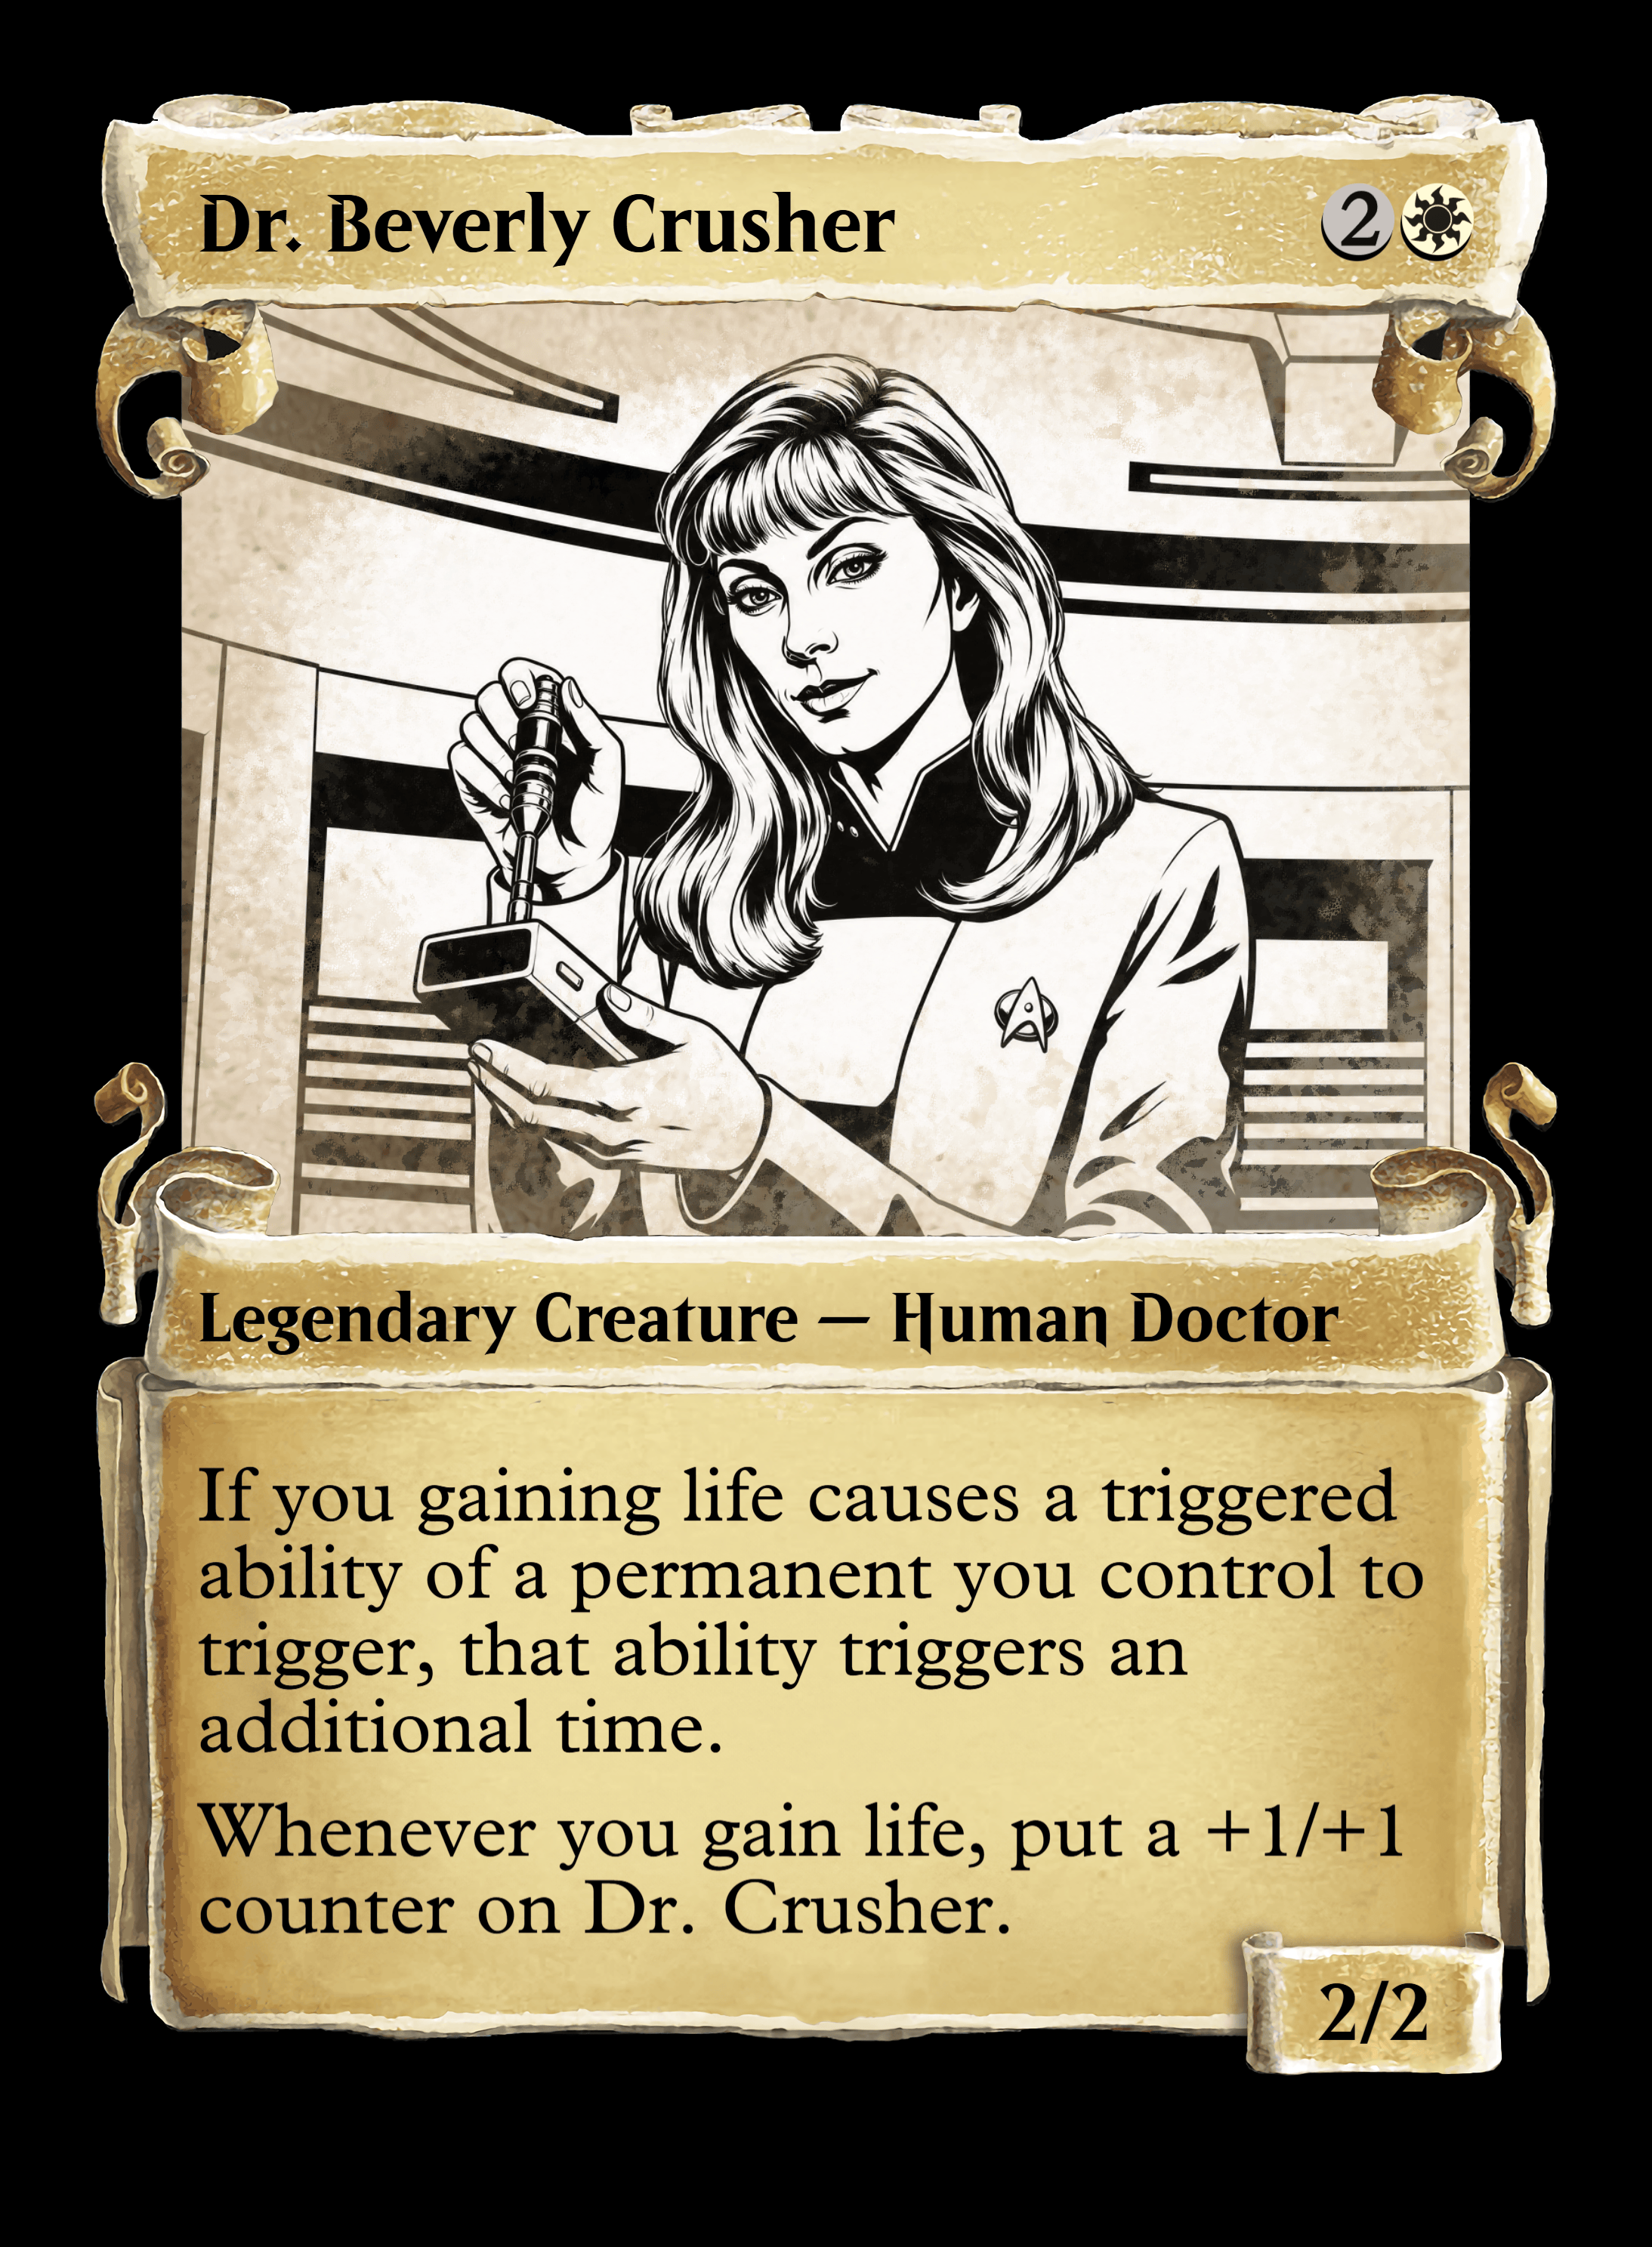 Dr. Beverly Crusher 2
Legendary Creature — Human Doctor
If you gaining life causes a triggered
ability of a permanent you control to
trigger, that ability triggers an
additional time.
Whenever you gain life, put a +1/+1
counter on Dr. Crusher.
2/2